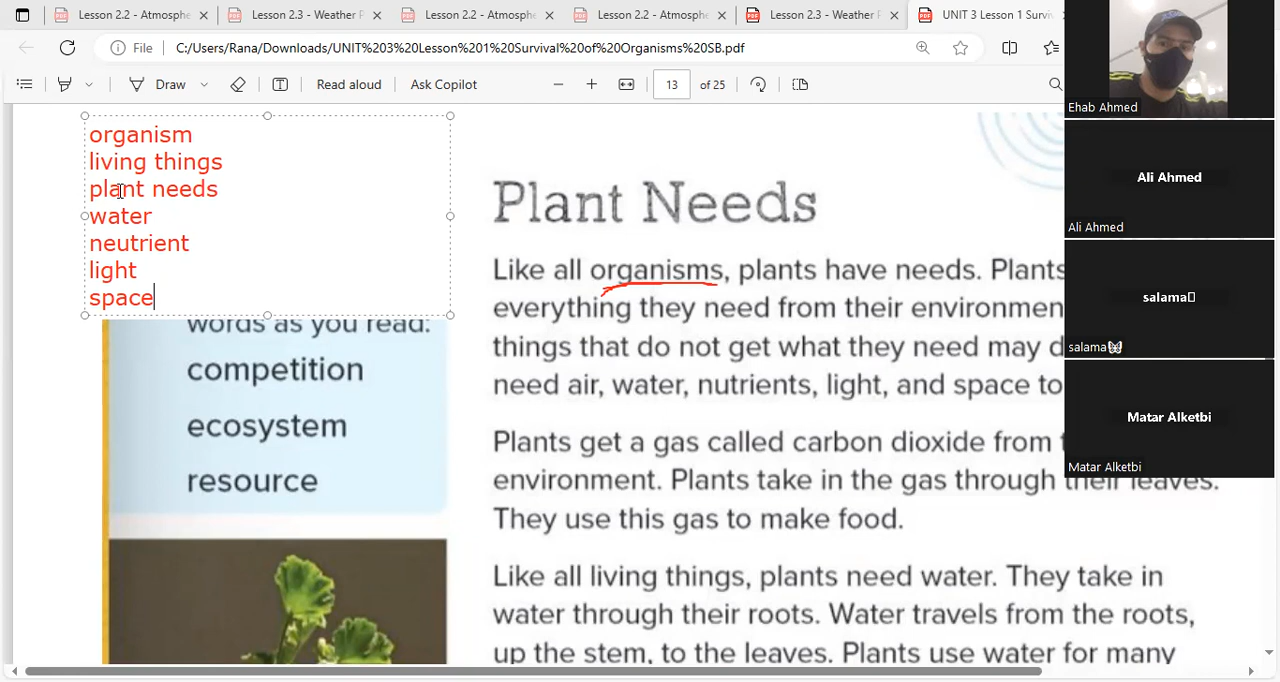 Lesson 2.2 - Atmosphe
Lesson 2.3 - Weather P
Lesson 2.2 - Atmosphe
Lesson 2.2 - Atmosphe
Lesson 2.3 - Weather P
UNIT 3 Lesson 1 Surviv
File
C:/Users/Rana/Downloads/UNIT%203%20Lesson%201%20Survival%20of%20Organisms%20SB.pdf
Draw
Read aloud
Ask Copilot
13
of 25
organism
living things
plant needs
water
neutrient
light
space
words as you read:
competition
ecosystem
resource
Plant Needs
Like all organisms, plants have needs. Plants
everything they need from their environmen
things that do not get what they need may d
need air, water, nutrients, light, and space to
Plants get a gas called carbon dioxide from t
environment. Plants take in the gas through their leaves.
They use this gas to make food.
Like all living things, plants need water. They take in
water through their roots. Water travels from the roots,
up the stem, to the leaves. Plants use water for many
Ehab Ahmed
Ali Ahmed
Ali Ahmed
salama
salama
Matar Alketbi
Matar Alketbi